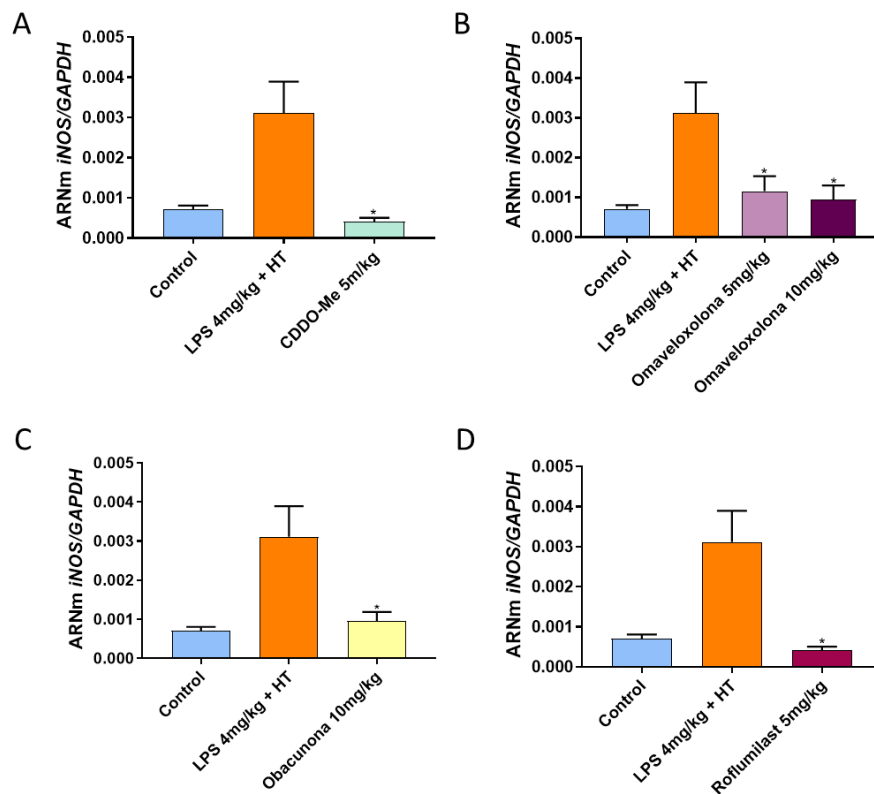 A
ARNm iNOS/GAPDH
0.005
0.004
0.003
0.002
0.001
0.000
*
Control
LPS 4mg/kg + HT
CDDO-Me 5m/kg
B
ARNm iNOS/GAPDH
0.005
0.004
0.003
0.002
0.001
0.000
*
*
Control
LPS 4mg/kg + HT
Omaveloxolona 5mg/kg
Omaveloxolona 10mg/kg
C
ARNm iNOS/GAPDH
0.005
0.004
0.003
0.002
0.001
0.000
*
Control
LPS 4mg/kg + HT
Obacunona 10mg/kg
D
ARNm iNOS/GAPDH
0.005
0.004
0.003
0.002
0.001
0.000
*
Control
LPS 4mg/kg + HT
Roflumilast 5mg/kg